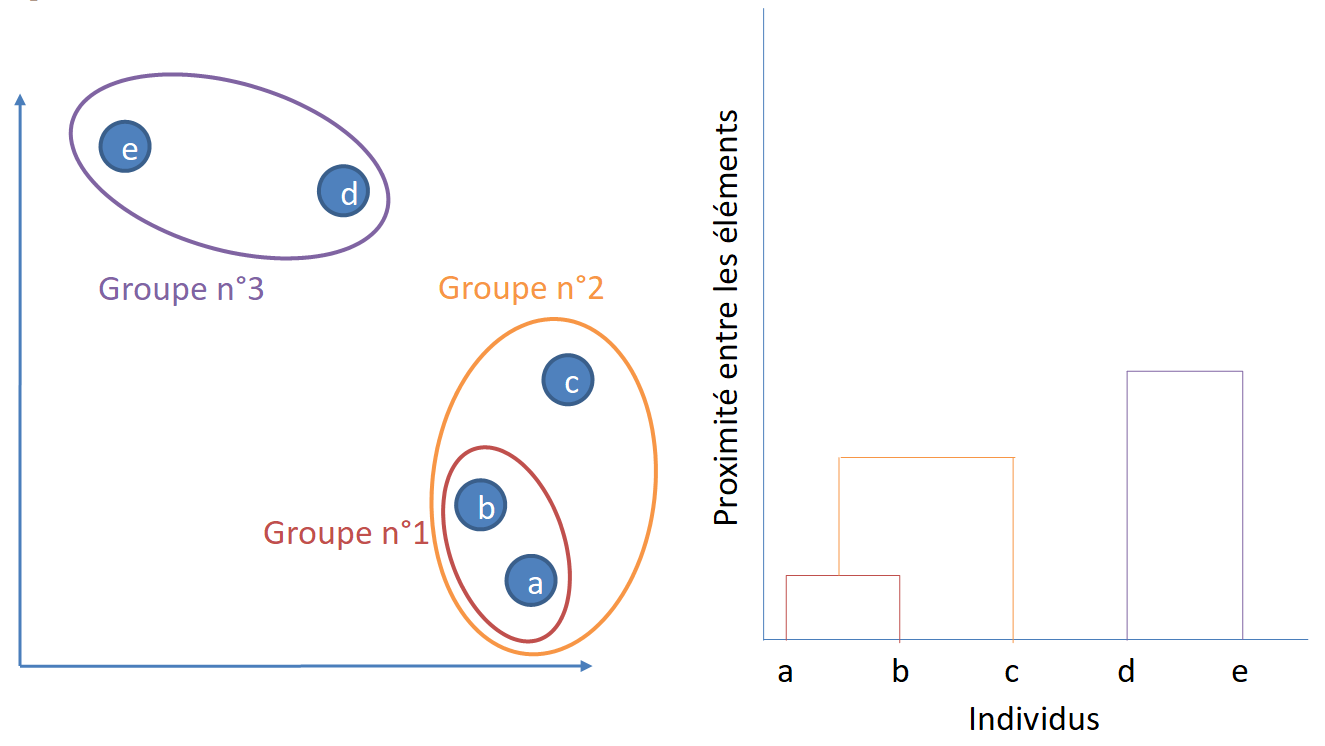 e
d
Groupe n°3
Groupe n°2
c
b
Groupe n°1
a
Proximité entre les éléments
a b c d e
Individus